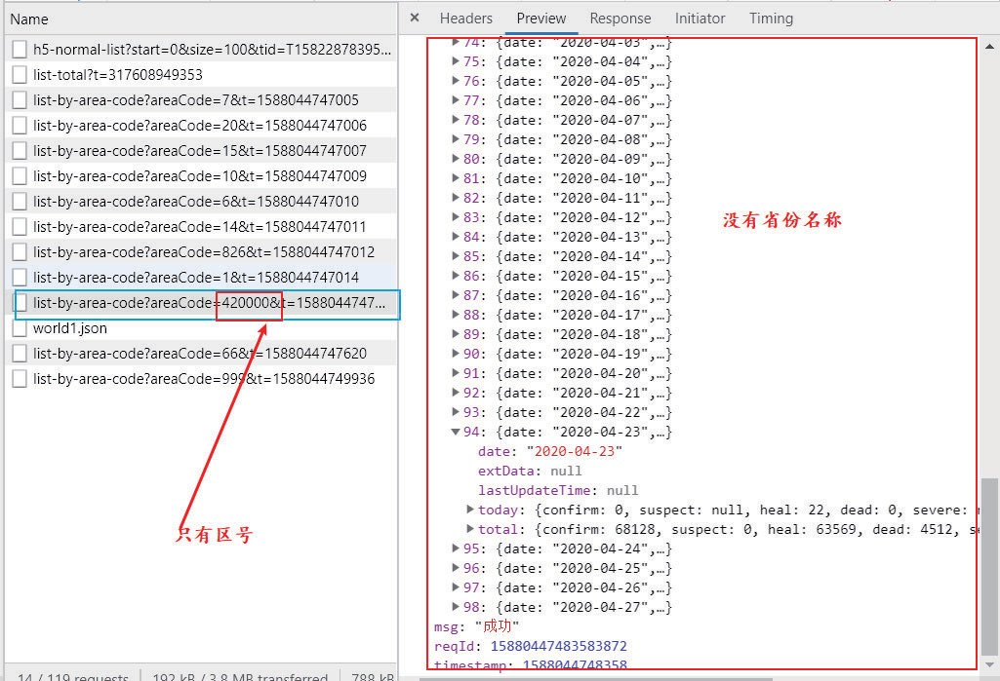 Name
h5-normal-list?start=0&size=100&tid=T15822878395...
list-total?t=317608949353
list-by-area-code?areaCode=7&t=1588044747005
list-by-area-code?areaCode=20&t=1588044747006
list-by-area-code?areaCode=15&t=1588044747007
list-by-area-code?areaCode=10&t=1588044747009
list-by-area-code?areaCode=6&t=1588044747010
list-by-area-code?areaCode=14&t=1588044747011
list-by-area-code?areaCode=826&t=1588044747012
list-by-area-code?areaCode=1&t=1588044747014
list-by-area-code?areaCode=420000&t=1588044747...
world1.json
list-by-area-code?areaCode=66&t=1588044747620
list-by-area-code?areaCode=999&t=1588044749936
只有区号
14 / 119 requests
192 kB / 3.8 MB transferred
788 kB
× Headers Preview Response Initiator Timing
74: {date: "2020-04-03",…}
75: {date: "2020-04-04",…}
76: {date: "2020-04-05",…}
77: {date: "2020-04-06",…}
78: {date: "2020-04-07",…}
79: {date: "2020-04-08",…}
80: {date: "2020-04-09",…}
81: {date: "2020-04-10",…}
82: {date: "2020-04-11",…}
83: {date: "2020-04-12",…}
没有省份名称
84: {date: "2020-04-13",…}
85: {date: "2020-04-14",…}
86: {date: "2020-04-15",…}
87: {date: "2020-04-16",…}
88: {date: "2020-04-17",…}
89: {date: "2020-04-18",…}
90: {date: "2020-04-19",…}
91: {date: "2020-04-20",…}
92: {date: "2020-04-21",…}
93: {date: "2020-04-22",…}
94: {date: "2020-04-23",…}
date: "2020-04-23"
extData: null
lastUpdateTime: null
today: {confirm: 0, suspect: null, heal: 22, dead: 0, severe:
total: {confirm: 68128, suspect: 0, heal: 63569, dead: 4512,
95: {date: "2020-04-24",…}
96: {date: "2020-04-25",…}
97: {date: "2020-04-26",…}
98: {date: "2020-04-27",…}
msg: "成功"
reqId: 15880447483583872
timestamp: 1588044748358